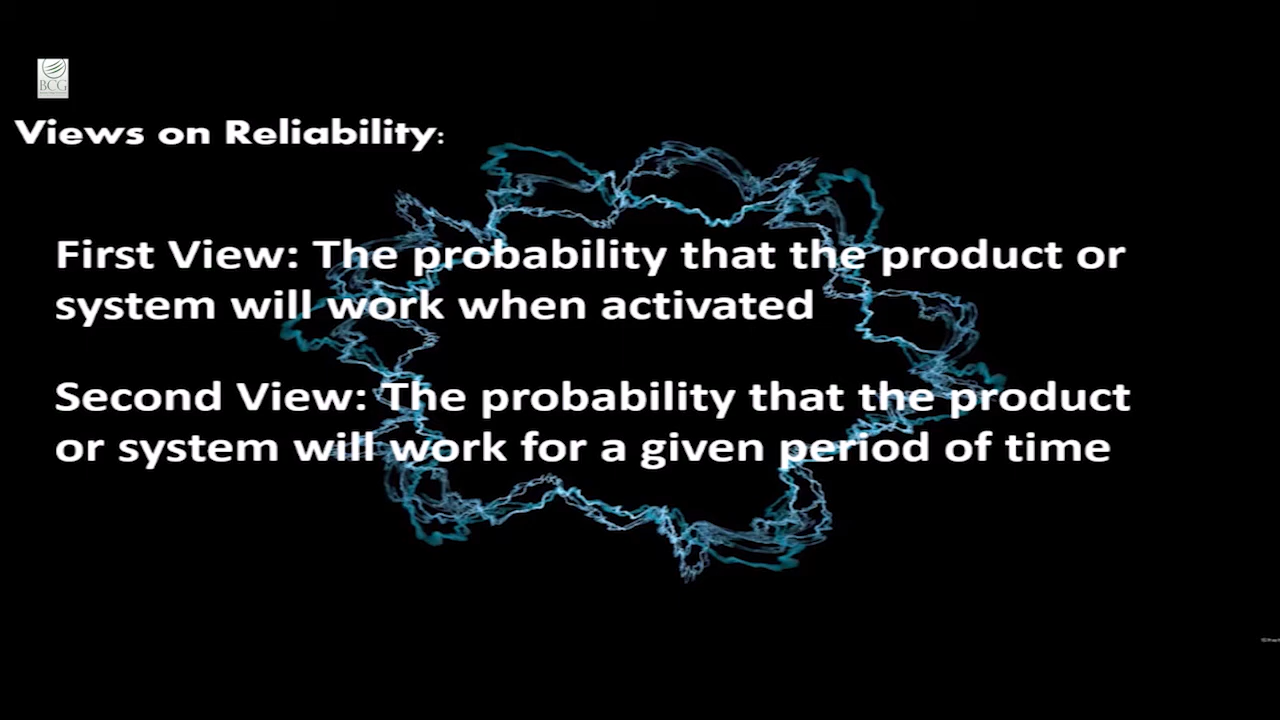 BCG
Views on Reliability:
First View: The probability that the product or
system will work when activated
Second View: The probability that the product
or system will work for a given period of time